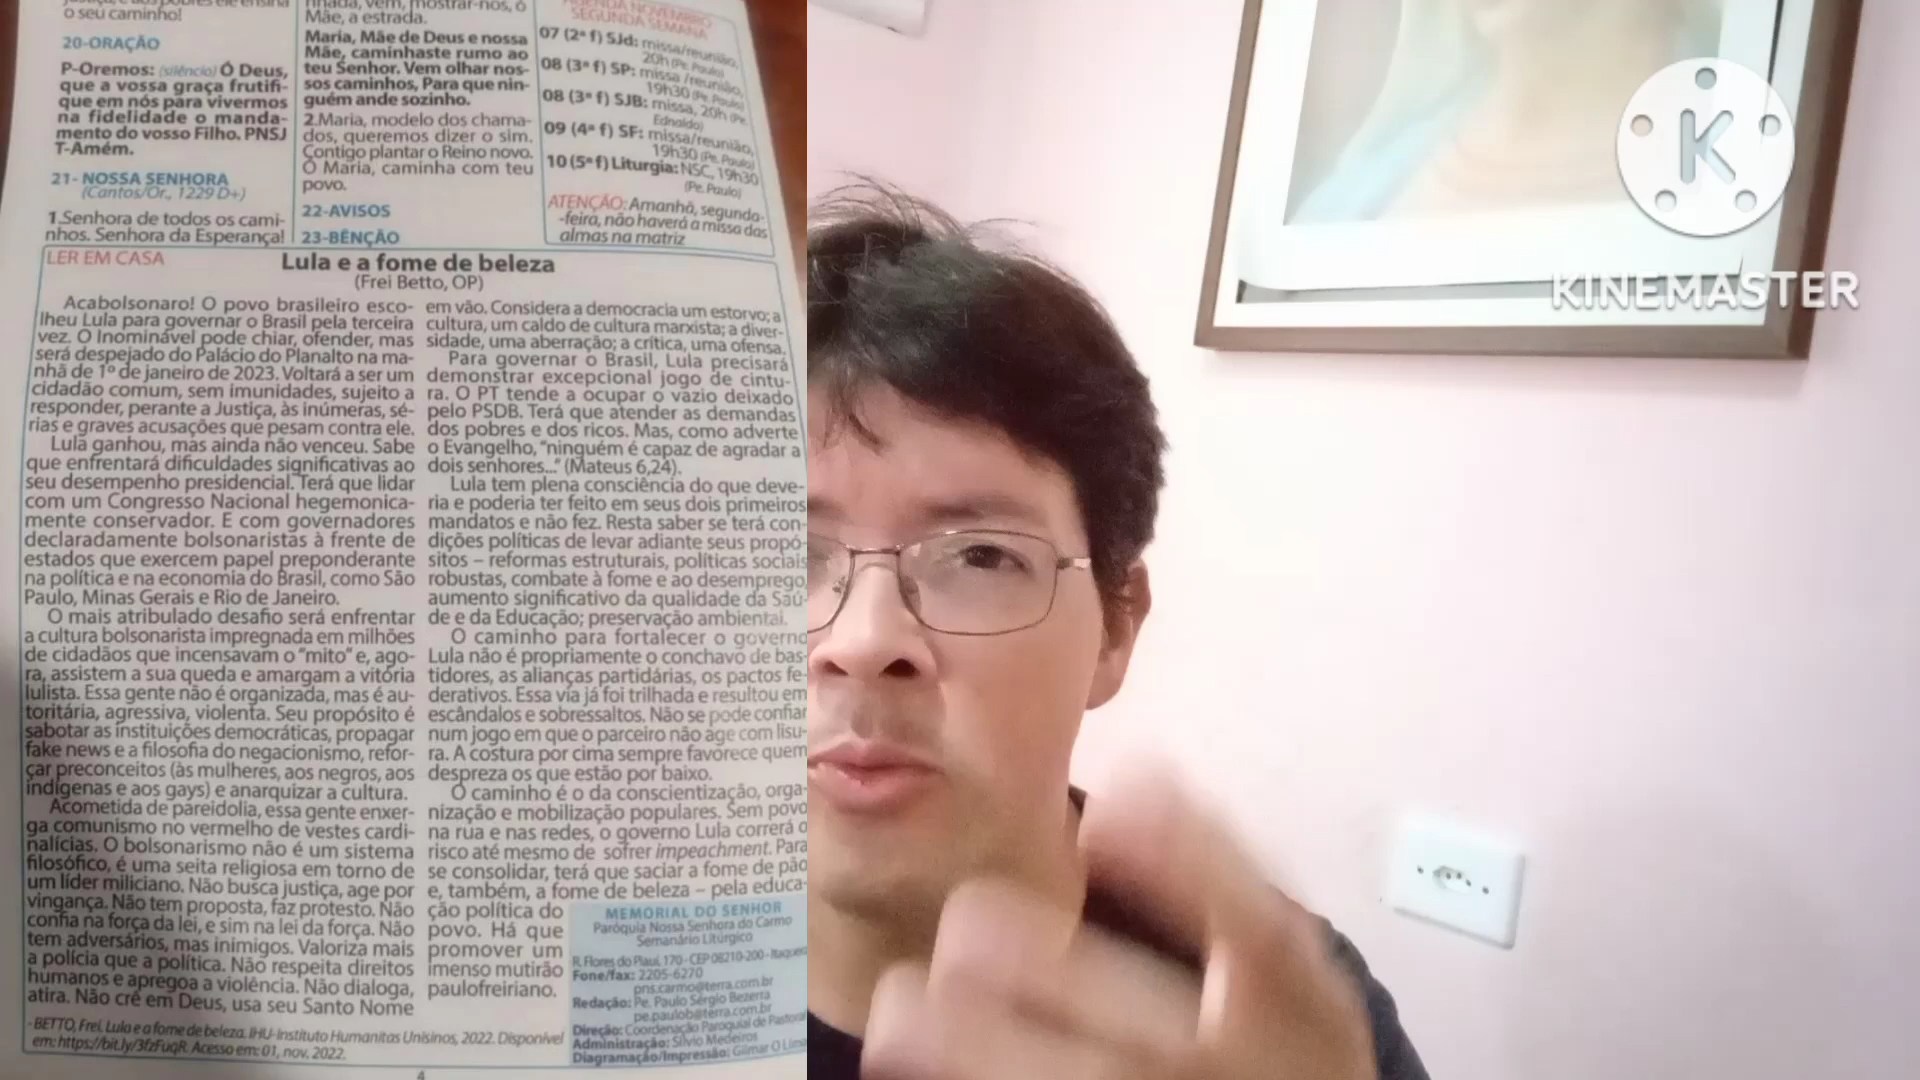 o seu caminho!
20-ORAÇÃO
P-Oremos: (silêncio) Ó Deus,
que a vossa graça frutifi-
que em nós para vivermos
na fidelidade o manda-
mento do vosso Filho. PNSJ
T-Amém.
21- NOSSA SENHORA
(Cantos/Or., 1229 D+)
1.Senhora de todos os cami-
nhos. Senhora da Esperança!
vem, mostrar-nos, ó
Mãe, a estrada.
Maria, Mãe de Deus e nossa
Mãe, caminhaste rumo ao
teu Senhor. Vem olhar nos-
sos caminhos, Para que nin-
guém ande sozinho.
2.Maria, modelo dos chama-
dos, queremos dizer o sim.
Contigo plantar o Reino novo.
Ó Maria, caminha com teu
povo.
22-AVISOS
23-BÊNÇÃO
AGENDA NOVEMBRO
SEGUNDA SEMANA
07 (2ª f) SJd: missa/reunião,
20h (Pe. Paulo)
08 (3ª f) SP: missa /reunião,
19h30 (Pe. Paulo)
08 (3ª f) SJB: missa, 20h (Pe.
Ednaldo)
09 (4ª f) SF: missa/reunião,
19h30 (Pe. Paulo)
10 (5ª f) Liturgia: NSC, 19h30
(Pe. Paulo)
ATENÇÃO: Amanhã, segunda-
-feira, não haverá a missa das
almas na matriz
LER EM CASA
Lula e a fome de beleza
(Frei Betto, OP)
Acabolsonaro! O povo brasileiro esco-
lheu Lula para governar o Brasil pela terceira
vez. O Inominável pode chiar, ofender, mas
será despejado do Palácio do Planalto na ma-
nhã de 1º de janeiro de 2023. Voltará a ser um
cidadão comum, sem imunidades, sujeito a
responder, perante a Justiça, às inúmeras, sé-
rias e graves acusações que pesam contra ele.
Lula ganhou, mas ainda não venceu. Sabe
que enfrentará dificuldades significativas ao
seu desempenho presidencial. Terá que lidar
com um Congresso Nacional hegemonica-
mente conservador. E com governadores
declaradamente bolsonaristas à frente de
estados que exercem papel preponderante
na política e na economia do Brasil, como São
Paulo, Minas Gerais e Rio de Janeiro.
O mais atribulado desafio será enfrentar
a cultura bolsonarista impregnada em milhões
de cidadãos que incensavam o "mito" e, ago-
ra, assistem a sua queda e amargam a vitória
lulista. Essa gente não é organizada, mas é au-
toritária, agressiva, violenta. Seu propósito é
sabotar as instituições democráticas, propagar
fake news e a filosofia do negacionismo, refor-
çar preconceitos (às mulheres, aos negros, aos
indígenas e aos gays) e anarquizar a cultura.
Acometida de pareidolia, essa gente enxer-
ga comunismo no vermelho de vestes cardi-
nalícias. O bolsonarismo não é um sistema
filosófico, é uma seita religiosa em torno de
um líder miliciano. Não busca justiça, age por
vingança. Não tem proposta, faz protesto. Não
confia na força da lei, e sim na lei da força. Não
tem adversários, mas inimigos. Valoriza mais
a polícia que a política. Não respeita direitos
humanos e apregoa a violência. Não dialoga,
atira. Não crê em Deus, usa seu Santo Nome
em vão. Considera a democracia um estorvo; a
cultura, um caldo de cultura marxista; a diver-
sidade, uma aberração; a crítica, uma ofensa.
Para governar o Brasil, Lula precisará
demonstrar excepcional jogo de cintu-
ra. O PT tende a ocupar o vazio deixado
pelo PSDB. Terá que atender as demandas
dos pobres e dos ricos. Mas, como adverte
o Evangelho, "ninguém é capaz de agradar a
dois senhores..." (Mateus 6,24).
Lula tem plena consciência do que deve-
ria e poderia ter feito em seus dois primeiros
mandatos e não fez. Resta saber se terá con-
dições políticas de levar adiante seus propó-
sitos – reformas estruturais, políticas sociais
robustas, combate à fome e ao desemprego,
aumento significativo da qualidade da Saú-
de e da Educação; preservação ambiental.
O caminho para fortalecer o governo
Lula não é propriamente o conchavo de bas-
tidores, as alianças partidárias, os pactos fe-
derativos. Essa via já foi trilhada e resultou em
escândalos e sobressaltos. Não se pode confiar
num jogo em que o parceiro não age com lisu-
ra. A costura por cima sempre favorece quem
despreza os que estão por baixo.
O caminho é o da conscientização, orga-
nização e mobilização populares. Sem povo
na rua e nas redes, o governo Lula correrá o
risco até mesmo de sofrer impeachment. Para
se consolidar, terá que saciar a fome de pão
e, também, a fome de beleza – pela educa-
ção política do
povo. Há que
promover um
imenso mutirão
paulofreiriano.
- BETTO, Frei. Lula e a fome de beleza. IHU-Instituto Humanitas Unisinos, 2022. Disponível
em: https://bit.ly/3fzFuqR. Acesso em: 01, nov. 2022.
MEMORIAL DO SENHOR
Paróquia Nossa Senhora do Carmo
Semanário Litúrgico
R. Flores do Piauí, 170 - CEP 08210-200 - Itaquera
Fone/fax: 2205-6270
pns.carmo@terra.com.br
Redação: Pe. Paulo Sérgio Bezerra
pe.paulob@terra.com.br
Direção: Coordenação Paroquial de Pastoral
Administração: Silvio Medeiros
Diagramação/Impressão: Gilmar O Lima
4
K
KINEMASTER